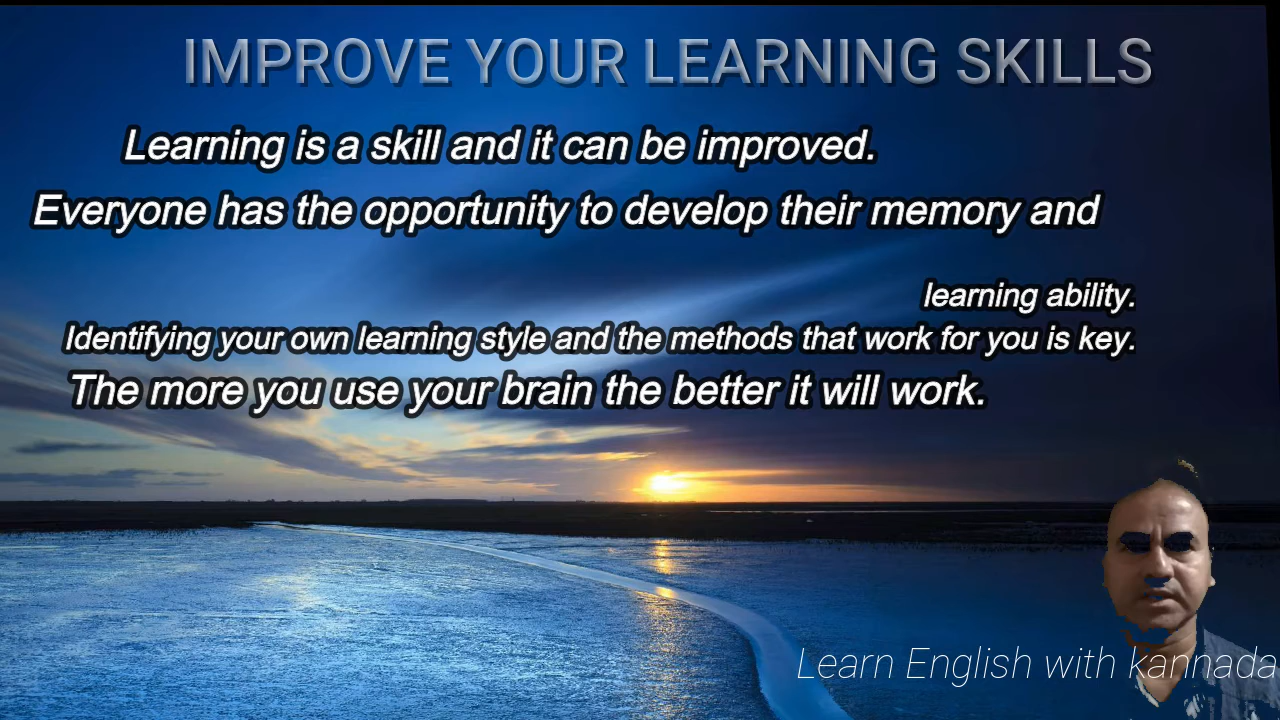 IMPROVE YOUR LEARNING SKILLS
Learning is a skill and it can be improved.
Everyone has the opportunity to develop their memory and
learning ability.
Identifying your own learning style and the methods that work for you is key.
The more you use your brain the better it will work.
Learn English with kannada